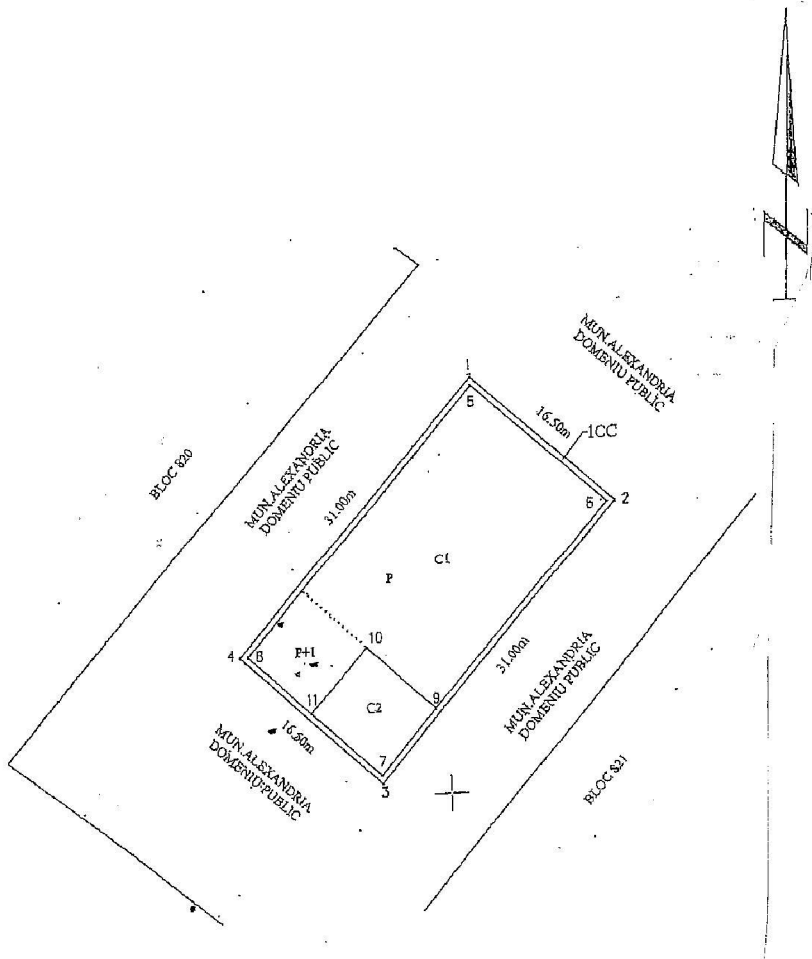 MUN.ALEXANDRIA
DOMENIU PUBLIC
1
5
16.50m
-1CC
BLOC S20
MUN.ALEXANDRIA
DOMENIU PUBLIC
31.00m
6
2
C1
P
10
4
8
P+1
31.00m
MUN.ALEXANDRIA
DOMENIU PUBLIC
11
9
C2
16.50m
MUN.ALEXANDRIA
DOMENIU PUBLIC
7
3
BLOC S21
N